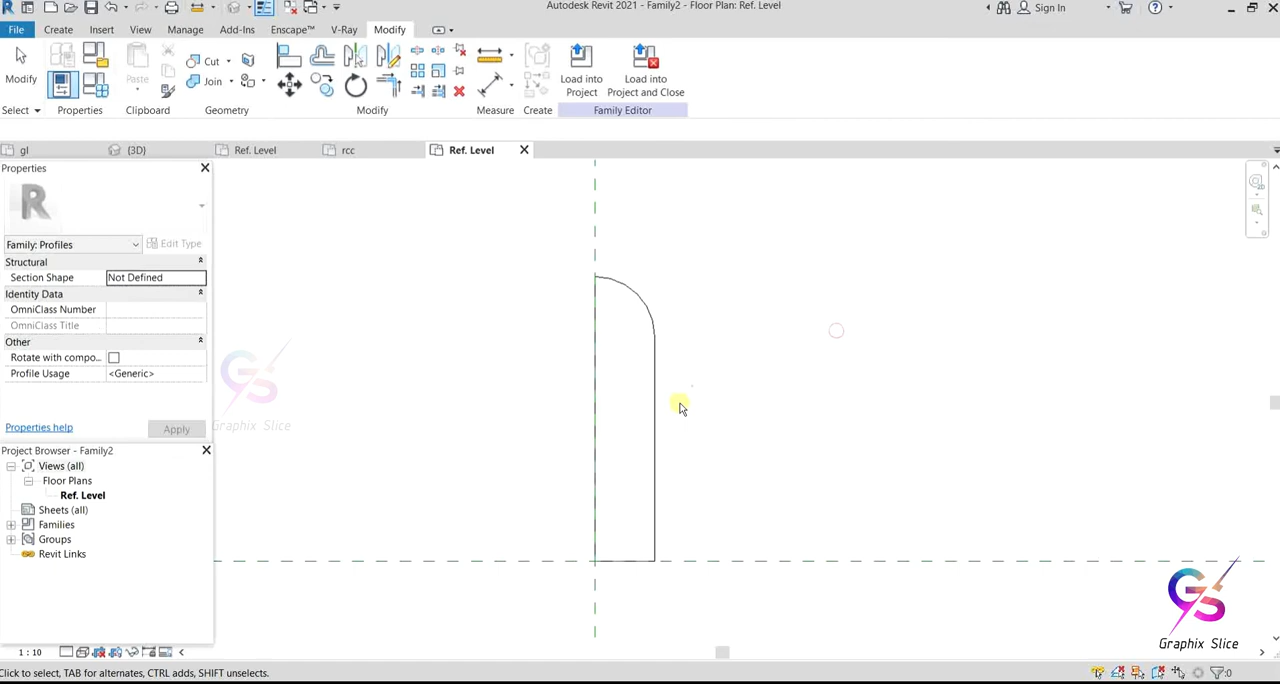 Autodesk Revit 2021 - Family2 - Floor Plan: Ref. Level
Sign In
File Create Insert View Manage Add-Ins Enscape™ V-Ray Modify
Modify
Paste
Cut
Join
Load into
Project
Load into
Project and Close
Select Properties Clipboard Geometry Modify Measure Create Family Editor
gl {3D} Ref. Level rcc Ref. Level
Properties
Family: Profiles
Edit Type
Structural
Section Shape Not Defined
Identity Data
OmniClass Number
OmniClass Title
Other
Rotate with compo...
Profile Usage <Generic>
Properties help
Apply
GS
Graphix Slice
Project Browser - Family2
Views (all)
Floor Plans
Ref. Level
Sheets (all)
Families
Groups
Revit Links
GS
Graphix Slice
1 : 10
Click to select, TAB for alternates, CTRL adds, SHIFT unselects.
:0